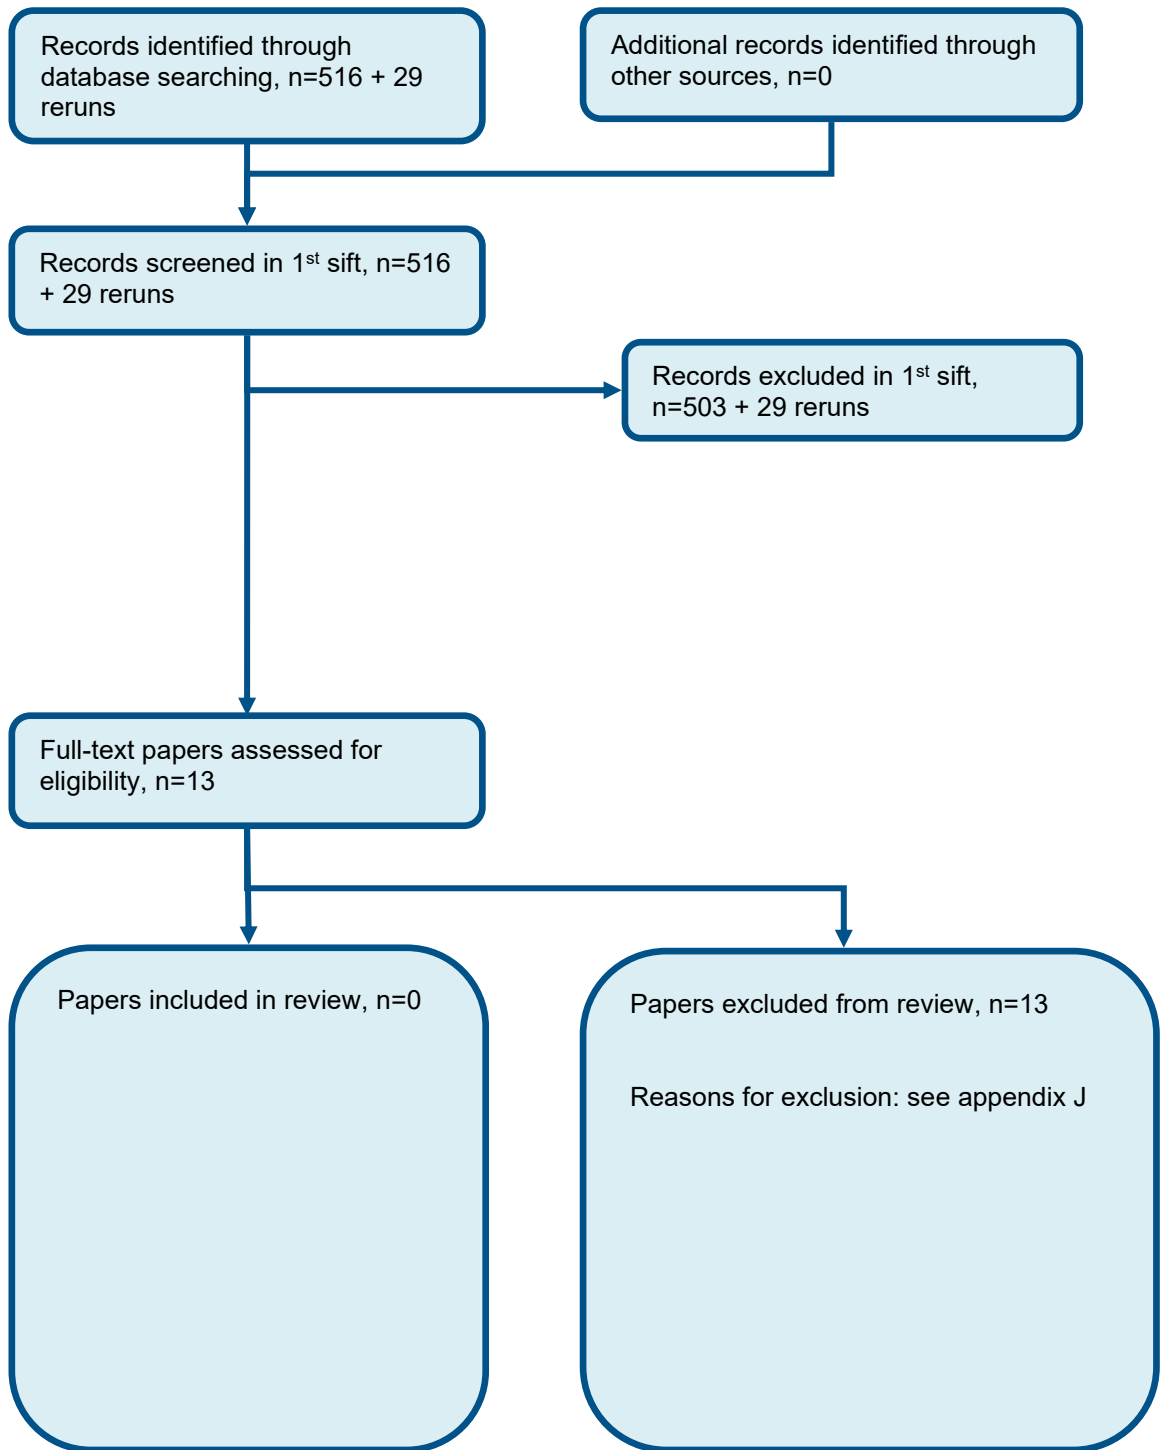 Records identified through
database searching, n=516 + 29
reruns
Additional records identified through
other sources, n=0
Records screened in 1st sift, n=516
+ 29 reruns
Records excluded in 1st sift,
n=503 + 29 reruns
Full-text papers assessed for
eligibility, n=13
Papers included in review, n=0
Papers excluded from review, n=13
Reasons for exclusion: see appendix J